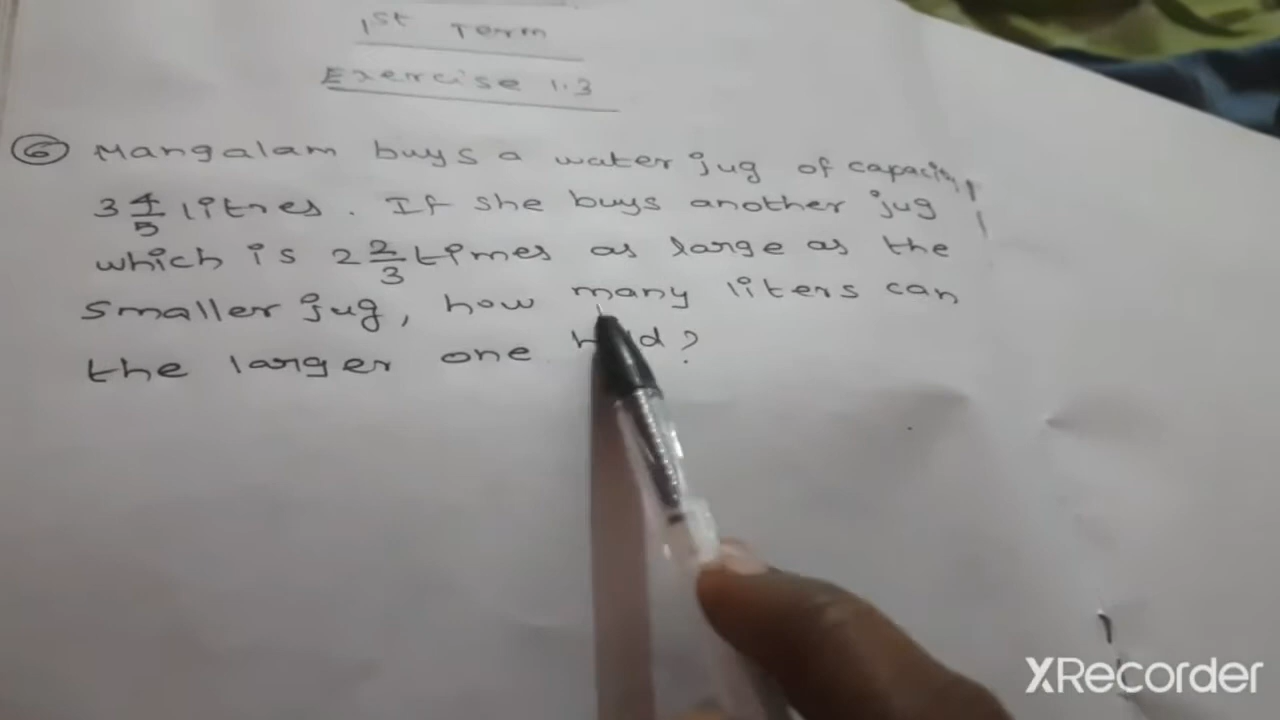 1st Term
Exercise 1.3
6 Mangalam buys a water jug of capacity
3 4/5 litres. If she buys another jug
which is 2 2/3 times as large as the
smaller jug, how many liters can
the larger one ?
XRecorder